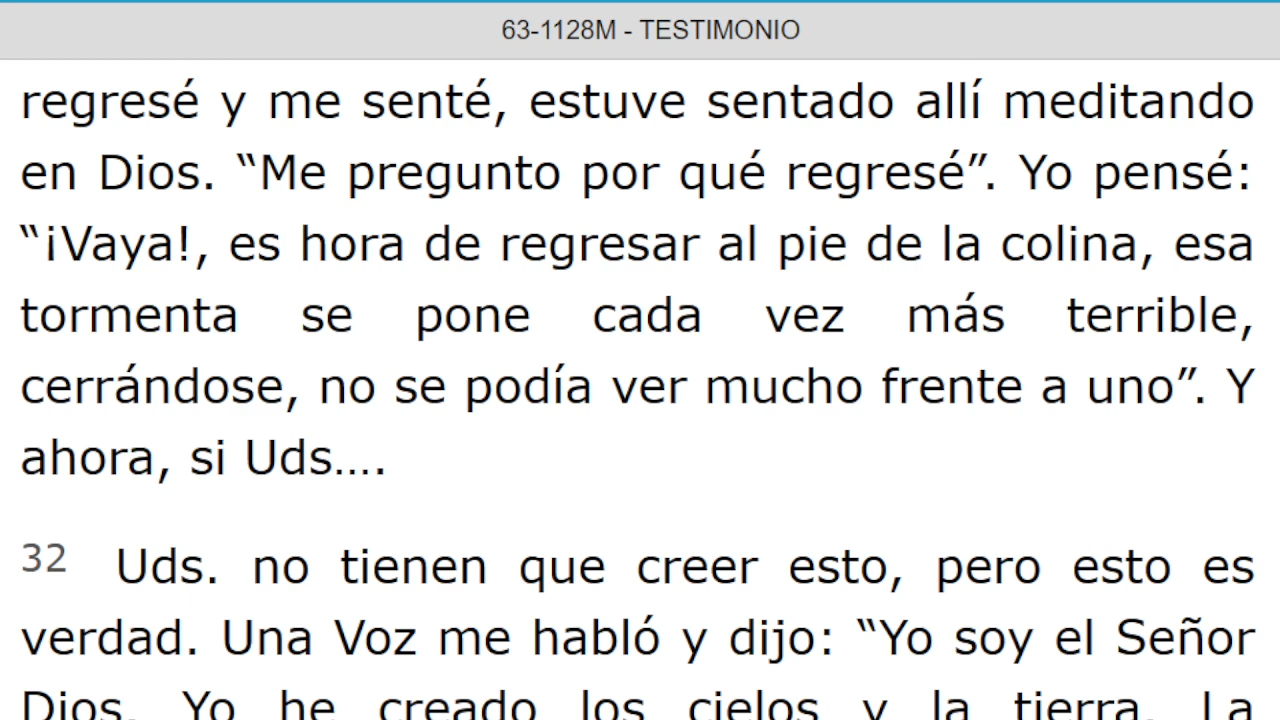 63-1128M - TESTIMONIO
regresé y me senté, estuve sentado allí meditando
en Dios. “Me pregunto por qué regresé”. Yo pensé:
“¡Vaya!, es hora de regresar al pie de la colina, esa
tormenta se pone cada vez más terrible,
cerrándose, no se podía ver mucho frente a uno”. Y
ahora, si Uds....
32 Uds. no tienen que creer esto, pero esto es
verdad. Una Voz me habló y dijo: “Yo soy el Señor
Dios. Yo he creado los cielos y la tierra. La